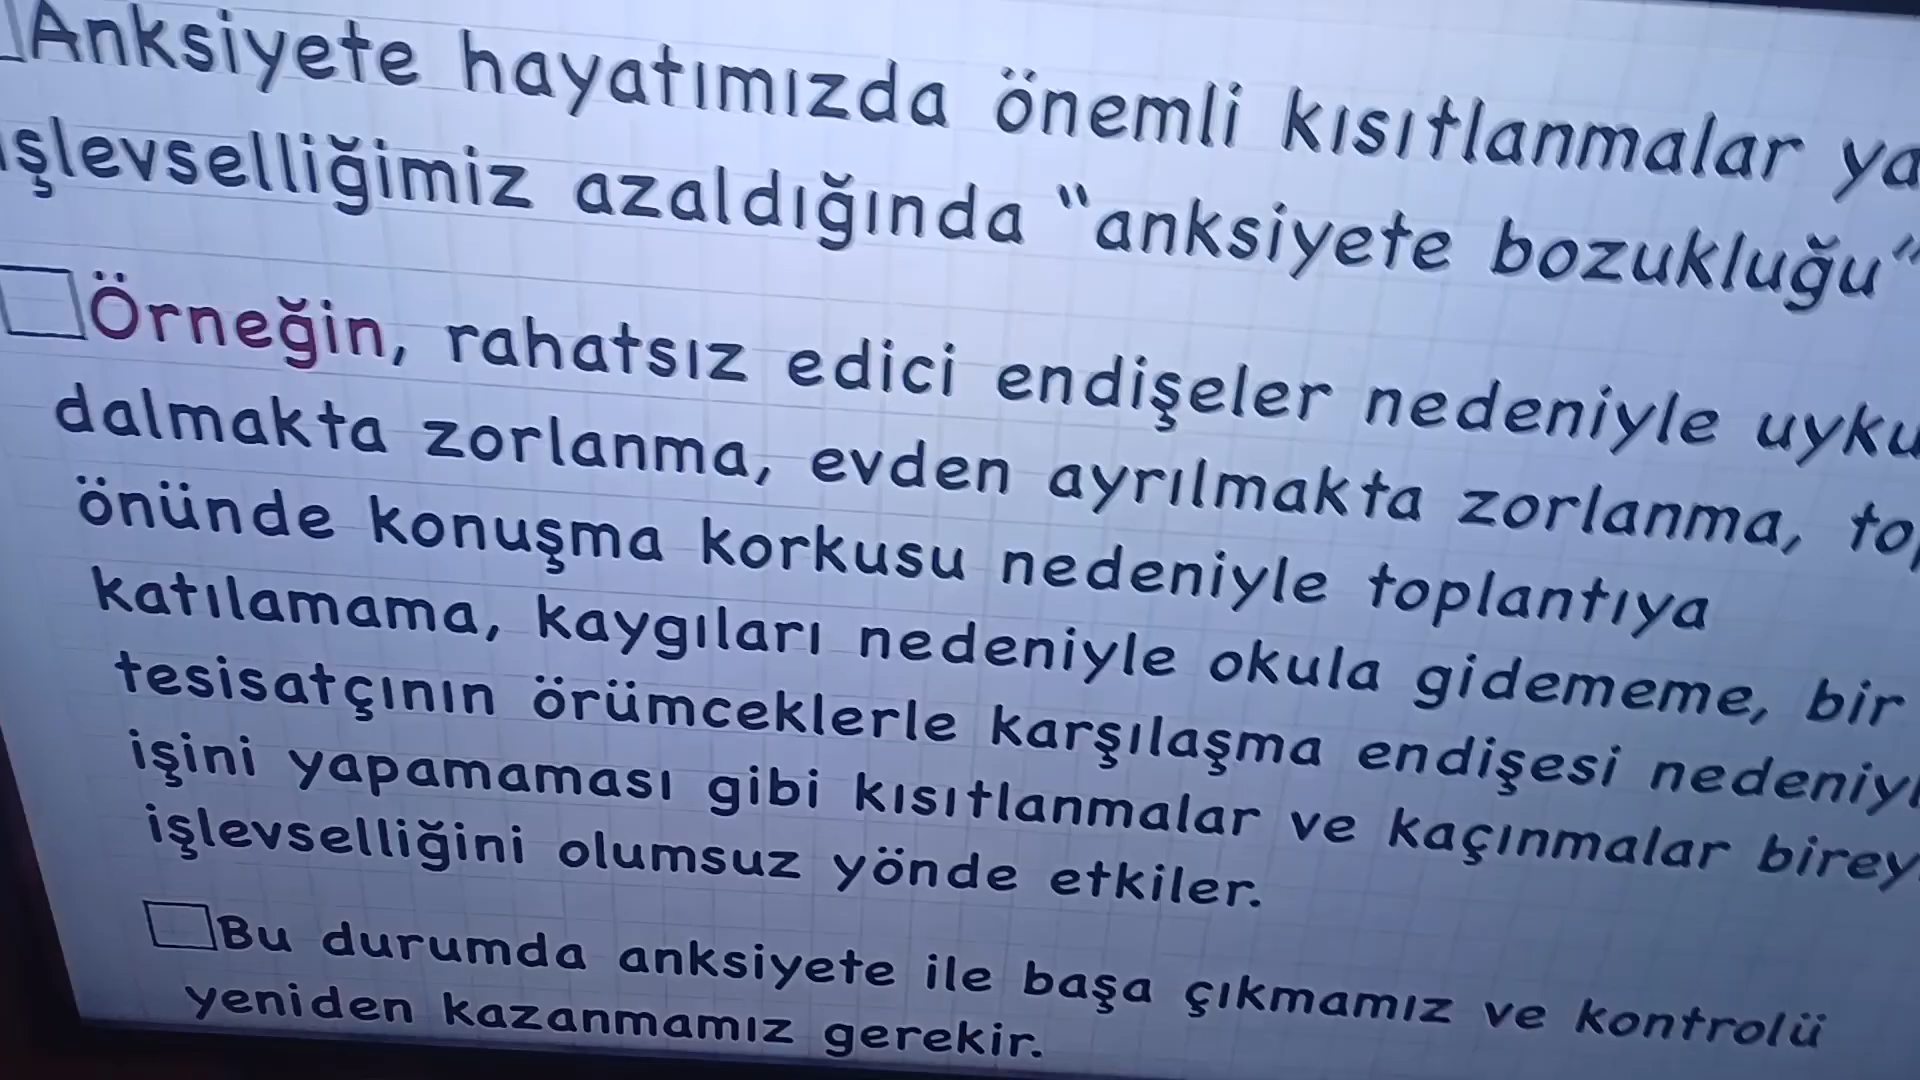 Anksiyete hayatımızda önemli kısıtlanmalar
işlevselliğimiz azaldığında "anksiyete bozukluğu"
Örneğin, rahatsız edici endişeler nedeniyle
dalmakta zorlanma, evden ayrılmakta zorlanma,
önünde konuşma korkusu nedeniyle toplantıya
katılamama, kaygıları nedeniyle okula gidememe, bir
tesisatçının örümceklerle karşılaşma endişesi
işini yapamaması gibi kısıtlanmalar ve kaçınmalar
işlevselliğini olumsuz yönde etkiler.
Bu durumda anksiyete ile başa çıkmamız ve kontrolü
yeniden kazanmamız gerekir.